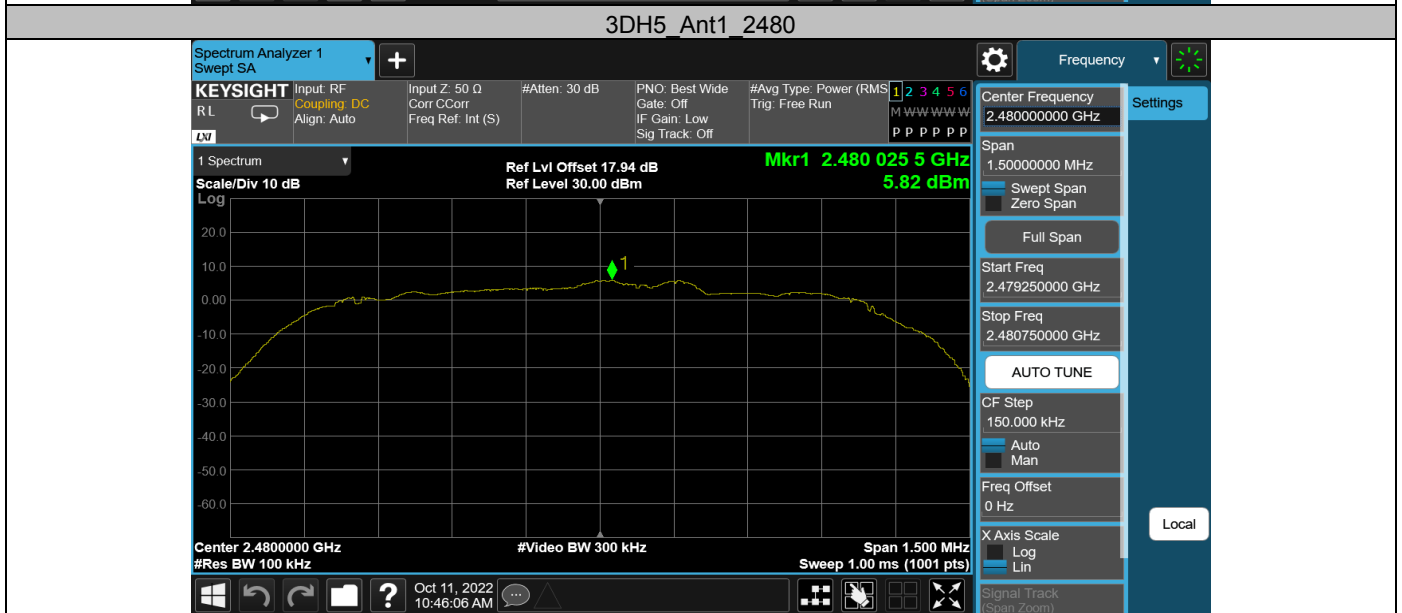 3DH5_Ant1_2480
Spectrum Analyzer 1
Swept SA
Frequency
KEYSIGHT
RL
LXI
Input: RF
Coupling: DC
Align: Auto
Input Z: 50 Ω
Corr CCorr
Freq Ref: Int (S)
#Atten: 30 dB
PNO: Best Wide
Gate: Off
IF Gain: Low
Sig Track: Off
#Avg Type: Power (RMS
Trig: Free Run
1 2 3 4 5 6
M W W W W W
P P P P P P
Center Frequency
2.480000000 GHz
Settings
1 Spectrum
Ref Lvl Offset 17.94 dB
Mkr1 2.480 025 5 GHz
Scale/Div 10 dB
Ref Level 30.00 dBm
5.82 dBm
Log
20.0
10.0
0.00
-10.0
-20.0
-30.0
-40.0
-50.0
-60.0
1
Span
1.50000000 MHz
Swept Span
Zero Span
Full Span
Start Freq
2.479250000 GHz
Stop Freq
2.480750000 GHz
AUTO TUNE
CF Step
150.000 kHz
Auto
Man
Freq Offset
0 Hz
X Axis Scale
Log
Lin
Local
Signal Track
(Span Zoom)
Center 2.4800000 GHz
#Video BW 300 kHz
Span 1.500 MHz
#Res BW 100 kHz
Sweep 1.00 ms (1001 pts)
?
Oct 11, 2022
10:46:06 AM